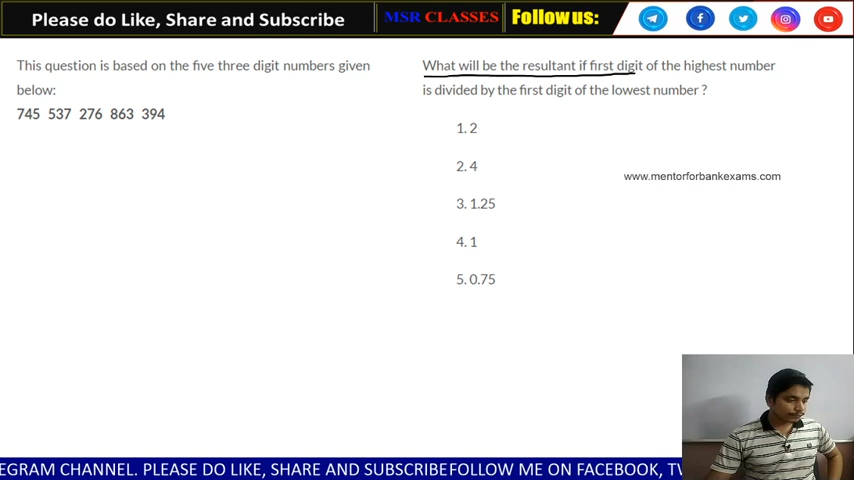 Please do Like, Share and Subscribe
MSR CLASSES
Follow us:
This question is based on the five three digit numbers given
below:
745 537 276 863 394
What will be the resultant if first digit of the highest number
is divided by the first digit of the lowest number ?
1. 2
2. 4
3. 1.25
4. 1
5. 0.75
www.mentorforbankexams.com
EGRAM CHANNEL. PLEASE DO LIKE, SHARE AND SUBSCRIBEFOLLOW ME ON FACEBOOK, TW